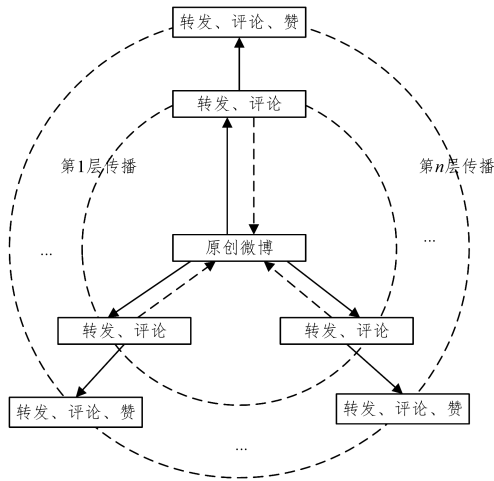 转发、评论、赞
转发、评论
第1层传播
第n层传播
...
...
原创微博
转发、评论
转发、评论
转发、评论、赞
转发、评论、赞
...